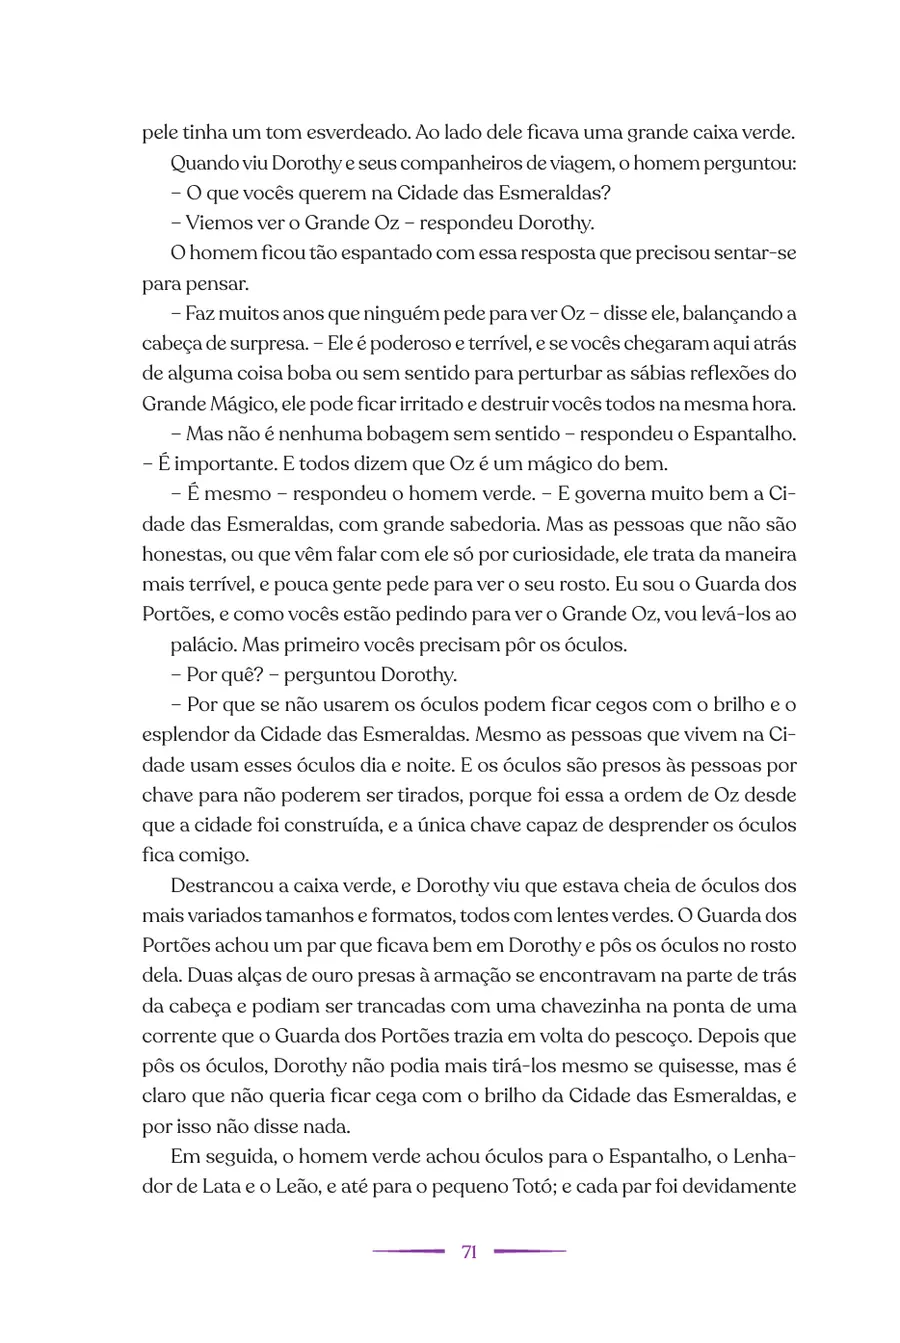 pele tinha um tom esverdeado. Ao lado dele ficava uma grande caixa verde.
Quando viu Dorothy e seus companheiros de viagem, o homem perguntou:
– O que vocês querem na Cidade das Esmeraldas?
– Viemos ver o Grande Oz – respondeu Dorothy.
O homem ficou tão espantado com essa resposta que precisou sentar-se
para pensar.
– Faz muitos anos que ninguém pede para ver Oz – disse ele, balançando a
cabeça de surpresa. – Ele é poderoso e terrível, e se vocês chegaram aqui atrás
de alguma coisa boba ou sem sentido para perturbar as sábias reflexões do
Grande Mágico, ele pode ficar irritado e destruir vocês todos na mesma hora.
– Mas não é nenhuma bobagem sem sentido – respondeu o Espantalho.
– É importante. E todos dizem que Oz é um mágico do bem.
– É mesmo – respondeu o homem verde. – E governa muito bem a Ci-
dade das Esmeraldas, com grande sabedoria. Mas as pessoas que não são
honestas, ou que vêm falar com ele só por curiosidade, ele trata da maneira
mais terrível, e pouca gente pede para ver o seu rosto. Eu sou o Guarda dos
Portões, e como vocês estão pedindo para ver o Grande Oz, vou levá-los ao
palácio. Mas primeiro vocês precisam pôr os óculos.
– Por quê? – perguntou Dorothy.
– Por que se não usarem os óculos podem ficar cegos com o brilho e o
esplendor da Cidade das Esmeraldas. Mesmo as pessoas que vivem na Ci-
dade usam esses óculos dia e noite. E os óculos são presos às pessoas por
chave para não poderem ser tirados, porque foi essa a ordem de Oz desde
que a cidade foi construída, e a única chave capaz de desprender os óculos
fica comigo.
Destrancou a caixa verde, e Dorothy viu que estava cheia de óculos dos
mais variados tamanhos e formatos, todos com lentes verdes. O Guarda dos
Portões achou um par que ficava bem em Dorothy e pôs os óculos no rosto
dela. Duas alças de ouro presas à armação se encontravam na parte de trás
da cabeça e podiam ser trancadas com uma chavezinha na ponta de uma
corrente que o Guarda dos Portões trazia em volta do pescoço. Depois que
pôs os óculos, Dorothy não podia mais tirá-los mesmo se quisesse, mas é
claro que não queria ficar cega com o brilho da Cidade das Esmeraldas, e
por isso não disse nada.
Em seguida, o homem verde achou óculos para o Espantalho, o Lenha-
dor de Lata e o Leão, e até para o pequeno Totó; e cada par foi devidamente
71